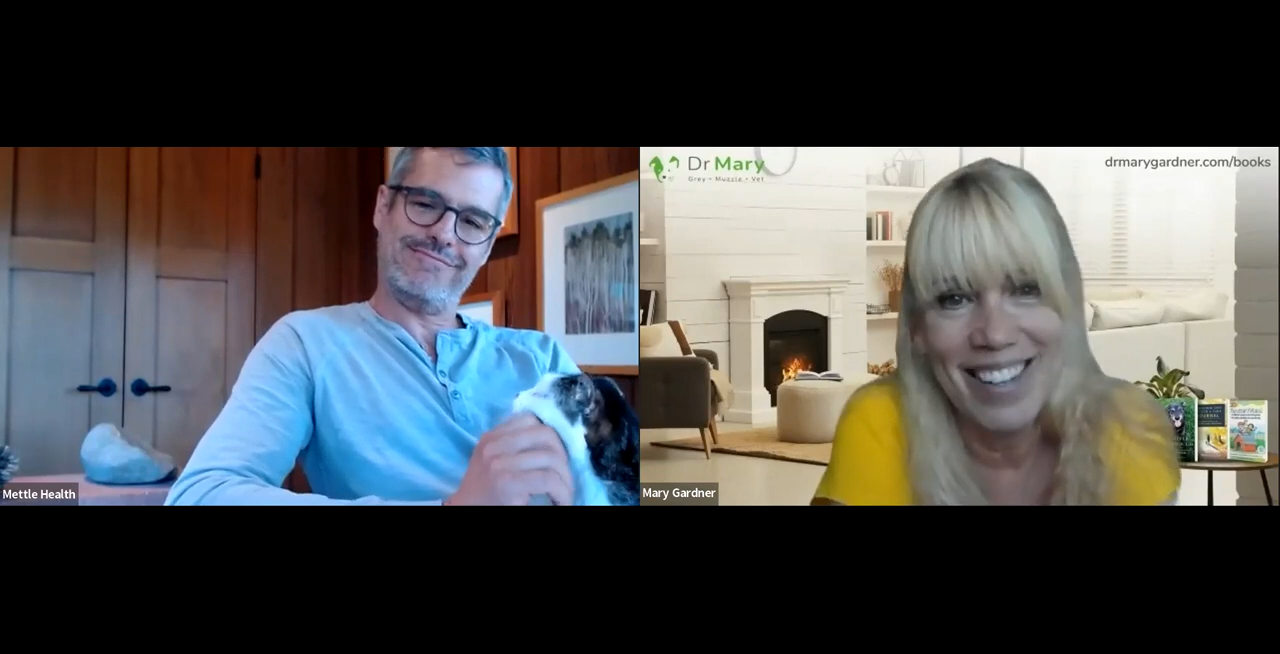 Dr Mary
Grey • Muzzle • Vet
drmarygardner.com/books
Mettle Health
Mary Gardner